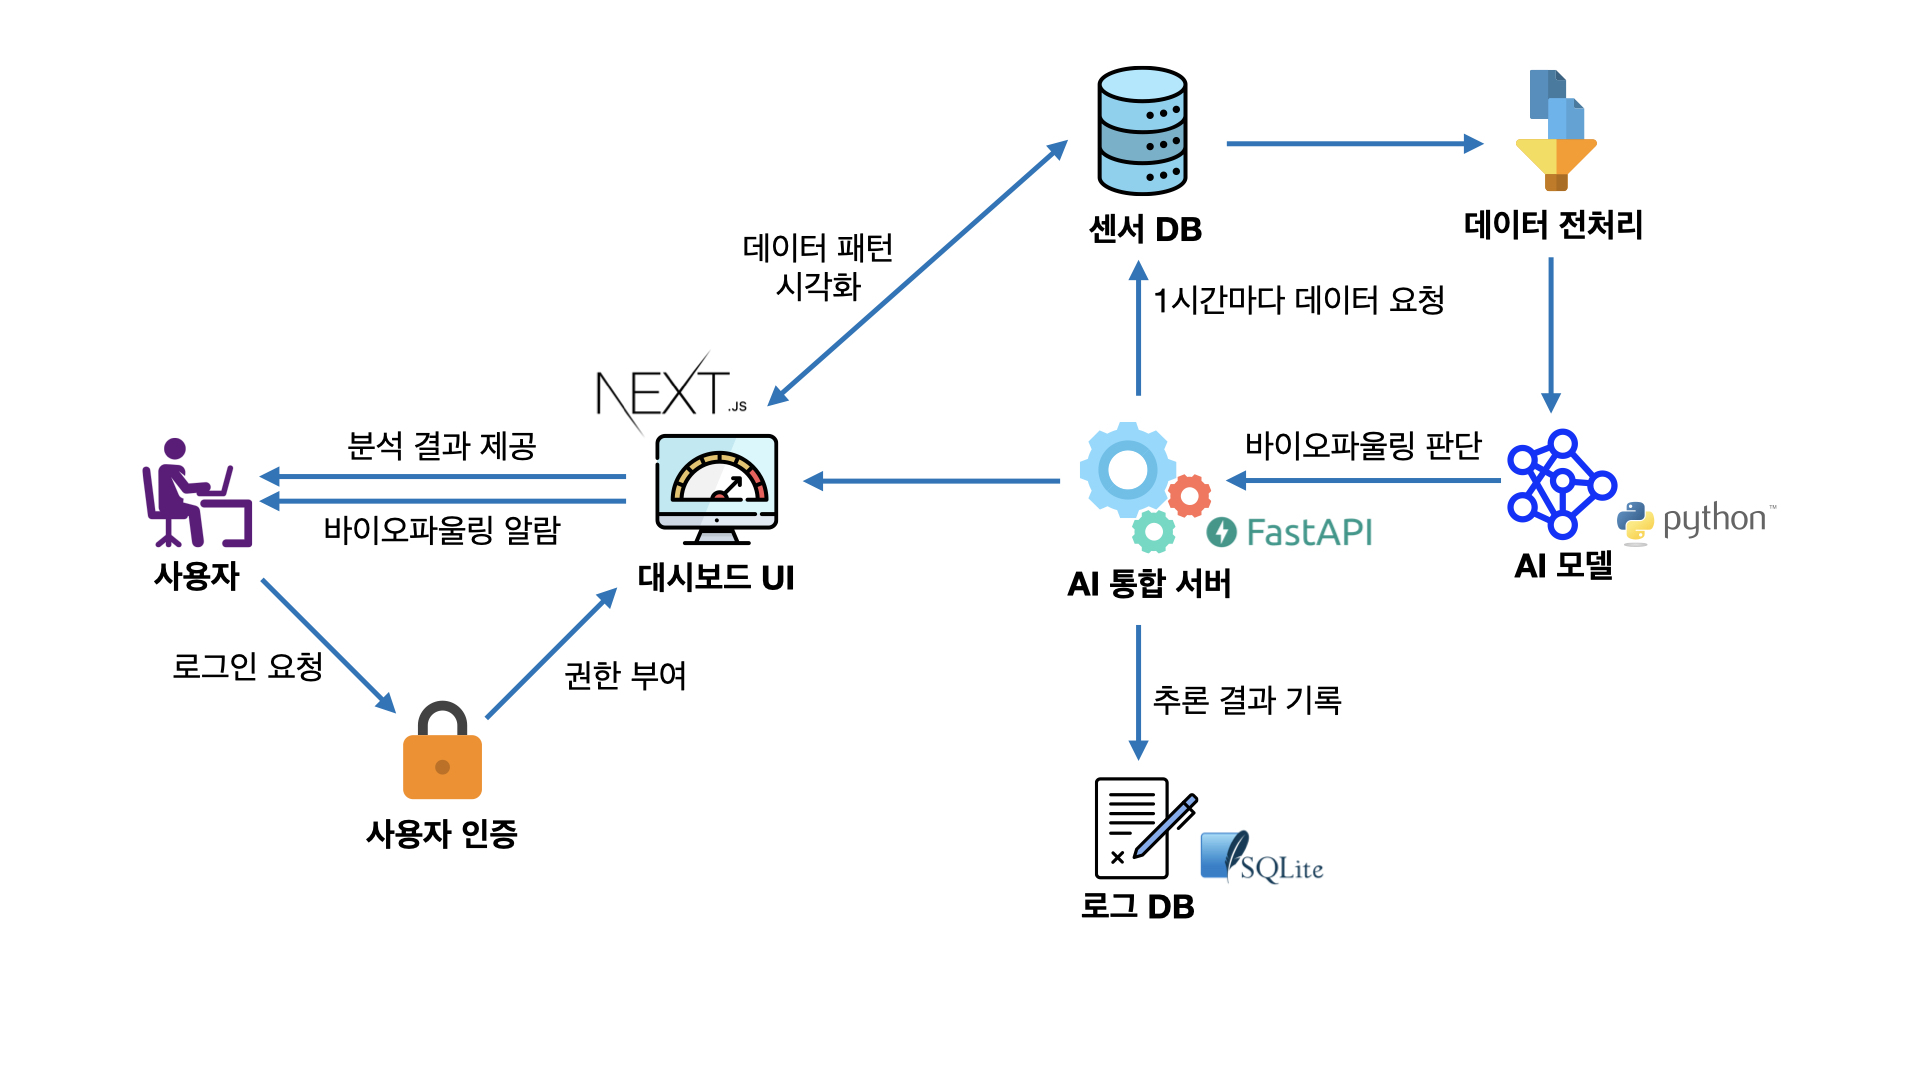 센서 DB
데이터 전처리
데이터 패턴
시각화
1시간마다 데이터 요청
NEXT.JS
분석 결과 제공
바이오파울링 판단
바이오파울링 알람
FastAPI
python™
사용자
대시보드 UI
AI 통합 서버
AI 모델
로그인 요청
권한 부여
추론 결과 기록
사용자 인증
SQLite
로그 DB